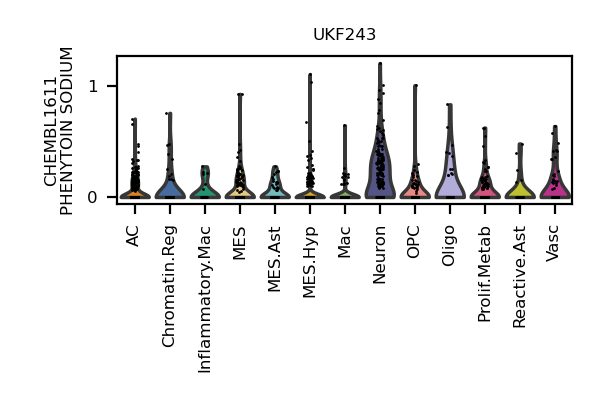 UKF243
CHEMBL1611
PHENYTOIN SODIUM
1
0
AC
Chromatin.Reg
Inflammatory.Mac
MES
MES.Ast
MES.Hyp
Mac
Neuron
OPC
Oligo
Prolif.Metab
Reactive.Ast
Vasc